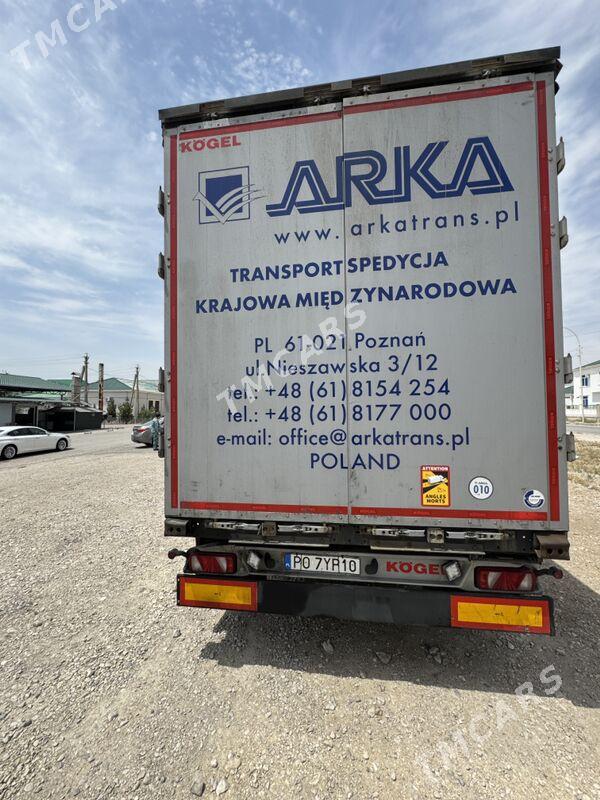 TMCARS
KÖGEL
ARKA
www.arkatrans.pl
TRANSPORT SPEDYCJA
KRAJOWA MIĘDZYNARODOWA
PL 61-021 Poznań
ul Nieszawska 3/12
tel.: +48 (61) 8154 254
tel.: +48 (61) 8177 000
e-mail: office@arkatrans.pl
POLAND
ATTENTION
ANGLES MORTS
010
PO 7YP10
KÖGEL
TMCARS
TMCARS
TMCARS